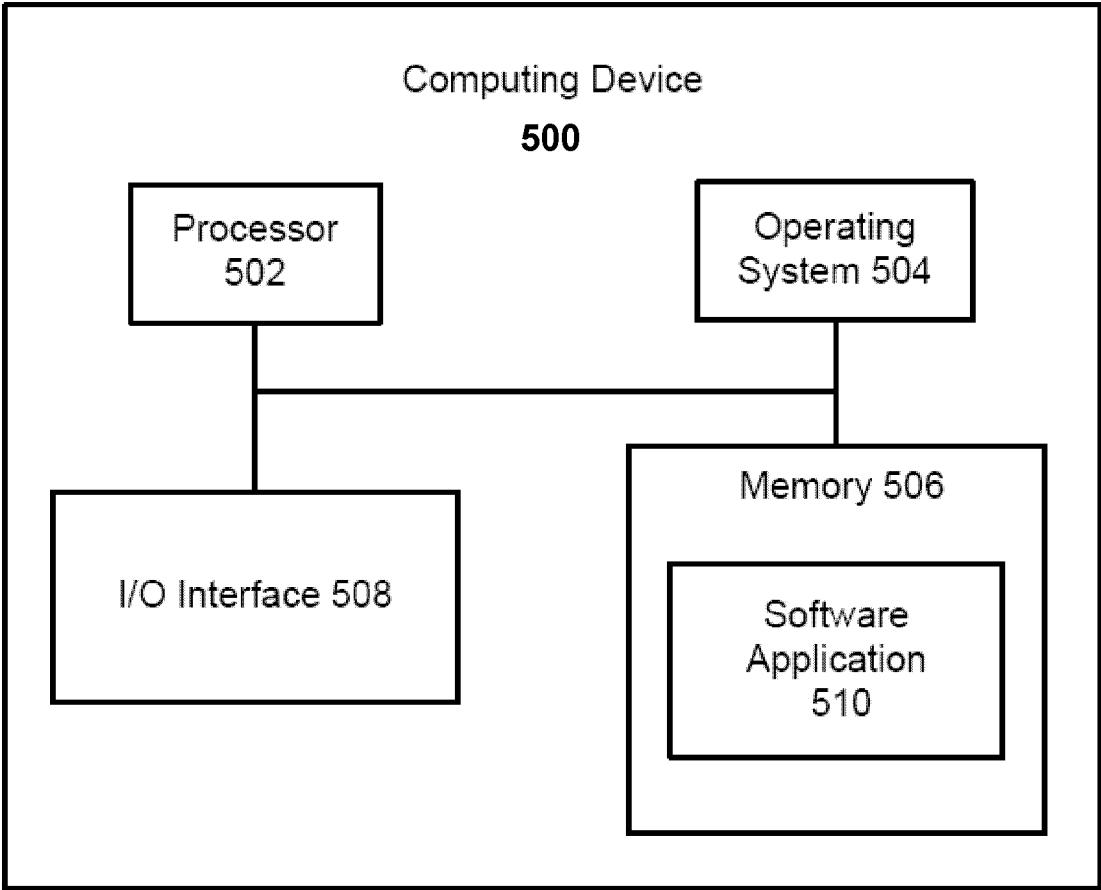 Computing Device
500
Processor
502
Operating
System 504
Memory 506
I/O Interface 508
Software
Application
510